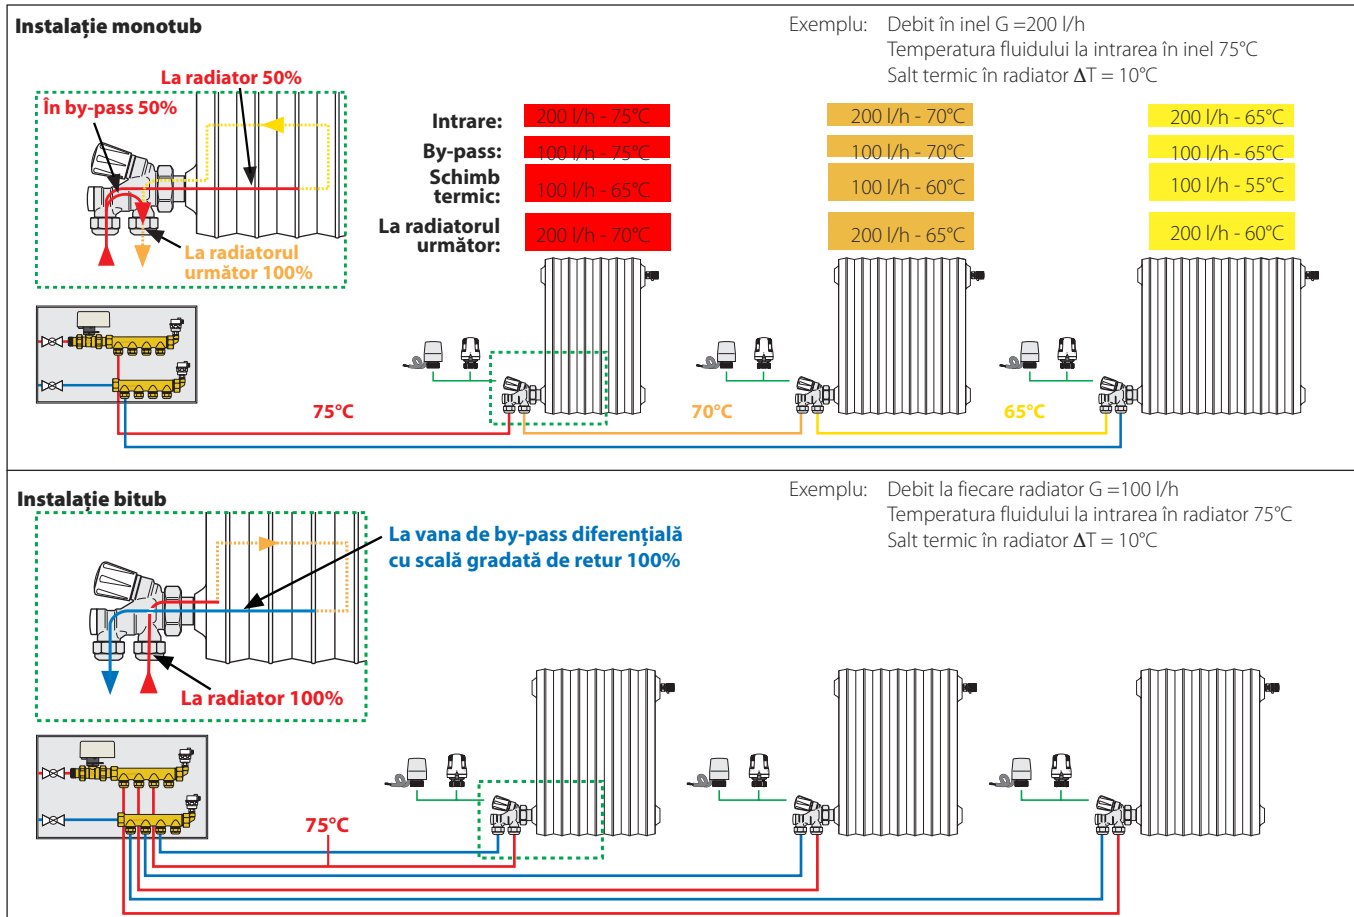 Instalație monotub
Exemplu: Debit în inel G =200 l/h
Temperatura fluidului la intrarea în inel 75°C
Salt termic în radiator ΔT = 10°C
La radiator 50%
În by-pass 50%
La radiatorul
următor 100%
Intrare: 200 l/h - 75°C 200 l/h - 70°C 200 l/h - 65°C
By-pass: 100 l/h - 75°C 100 l/h - 70°C 100 l/h - 65°C
Schimb
termic: 100 l/h - 65°C 100 l/h - 60°C 100 l/h - 55°C
La radiatorul
următor: 200 l/h - 70°C 200 l/h - 65°C 200 l/h - 60°C
75°C 70°C 65°C
Instalație bitub
Exemplu: Debit la fiecare radiator G =100 l/h
Temperatura fluidului la intrarea în radiator 75°C
Salt termic în radiator ΔT = 10°C
La vana de by-pass diferențială
cu scală gradată de retur 100%
La radiator 100%
75°C